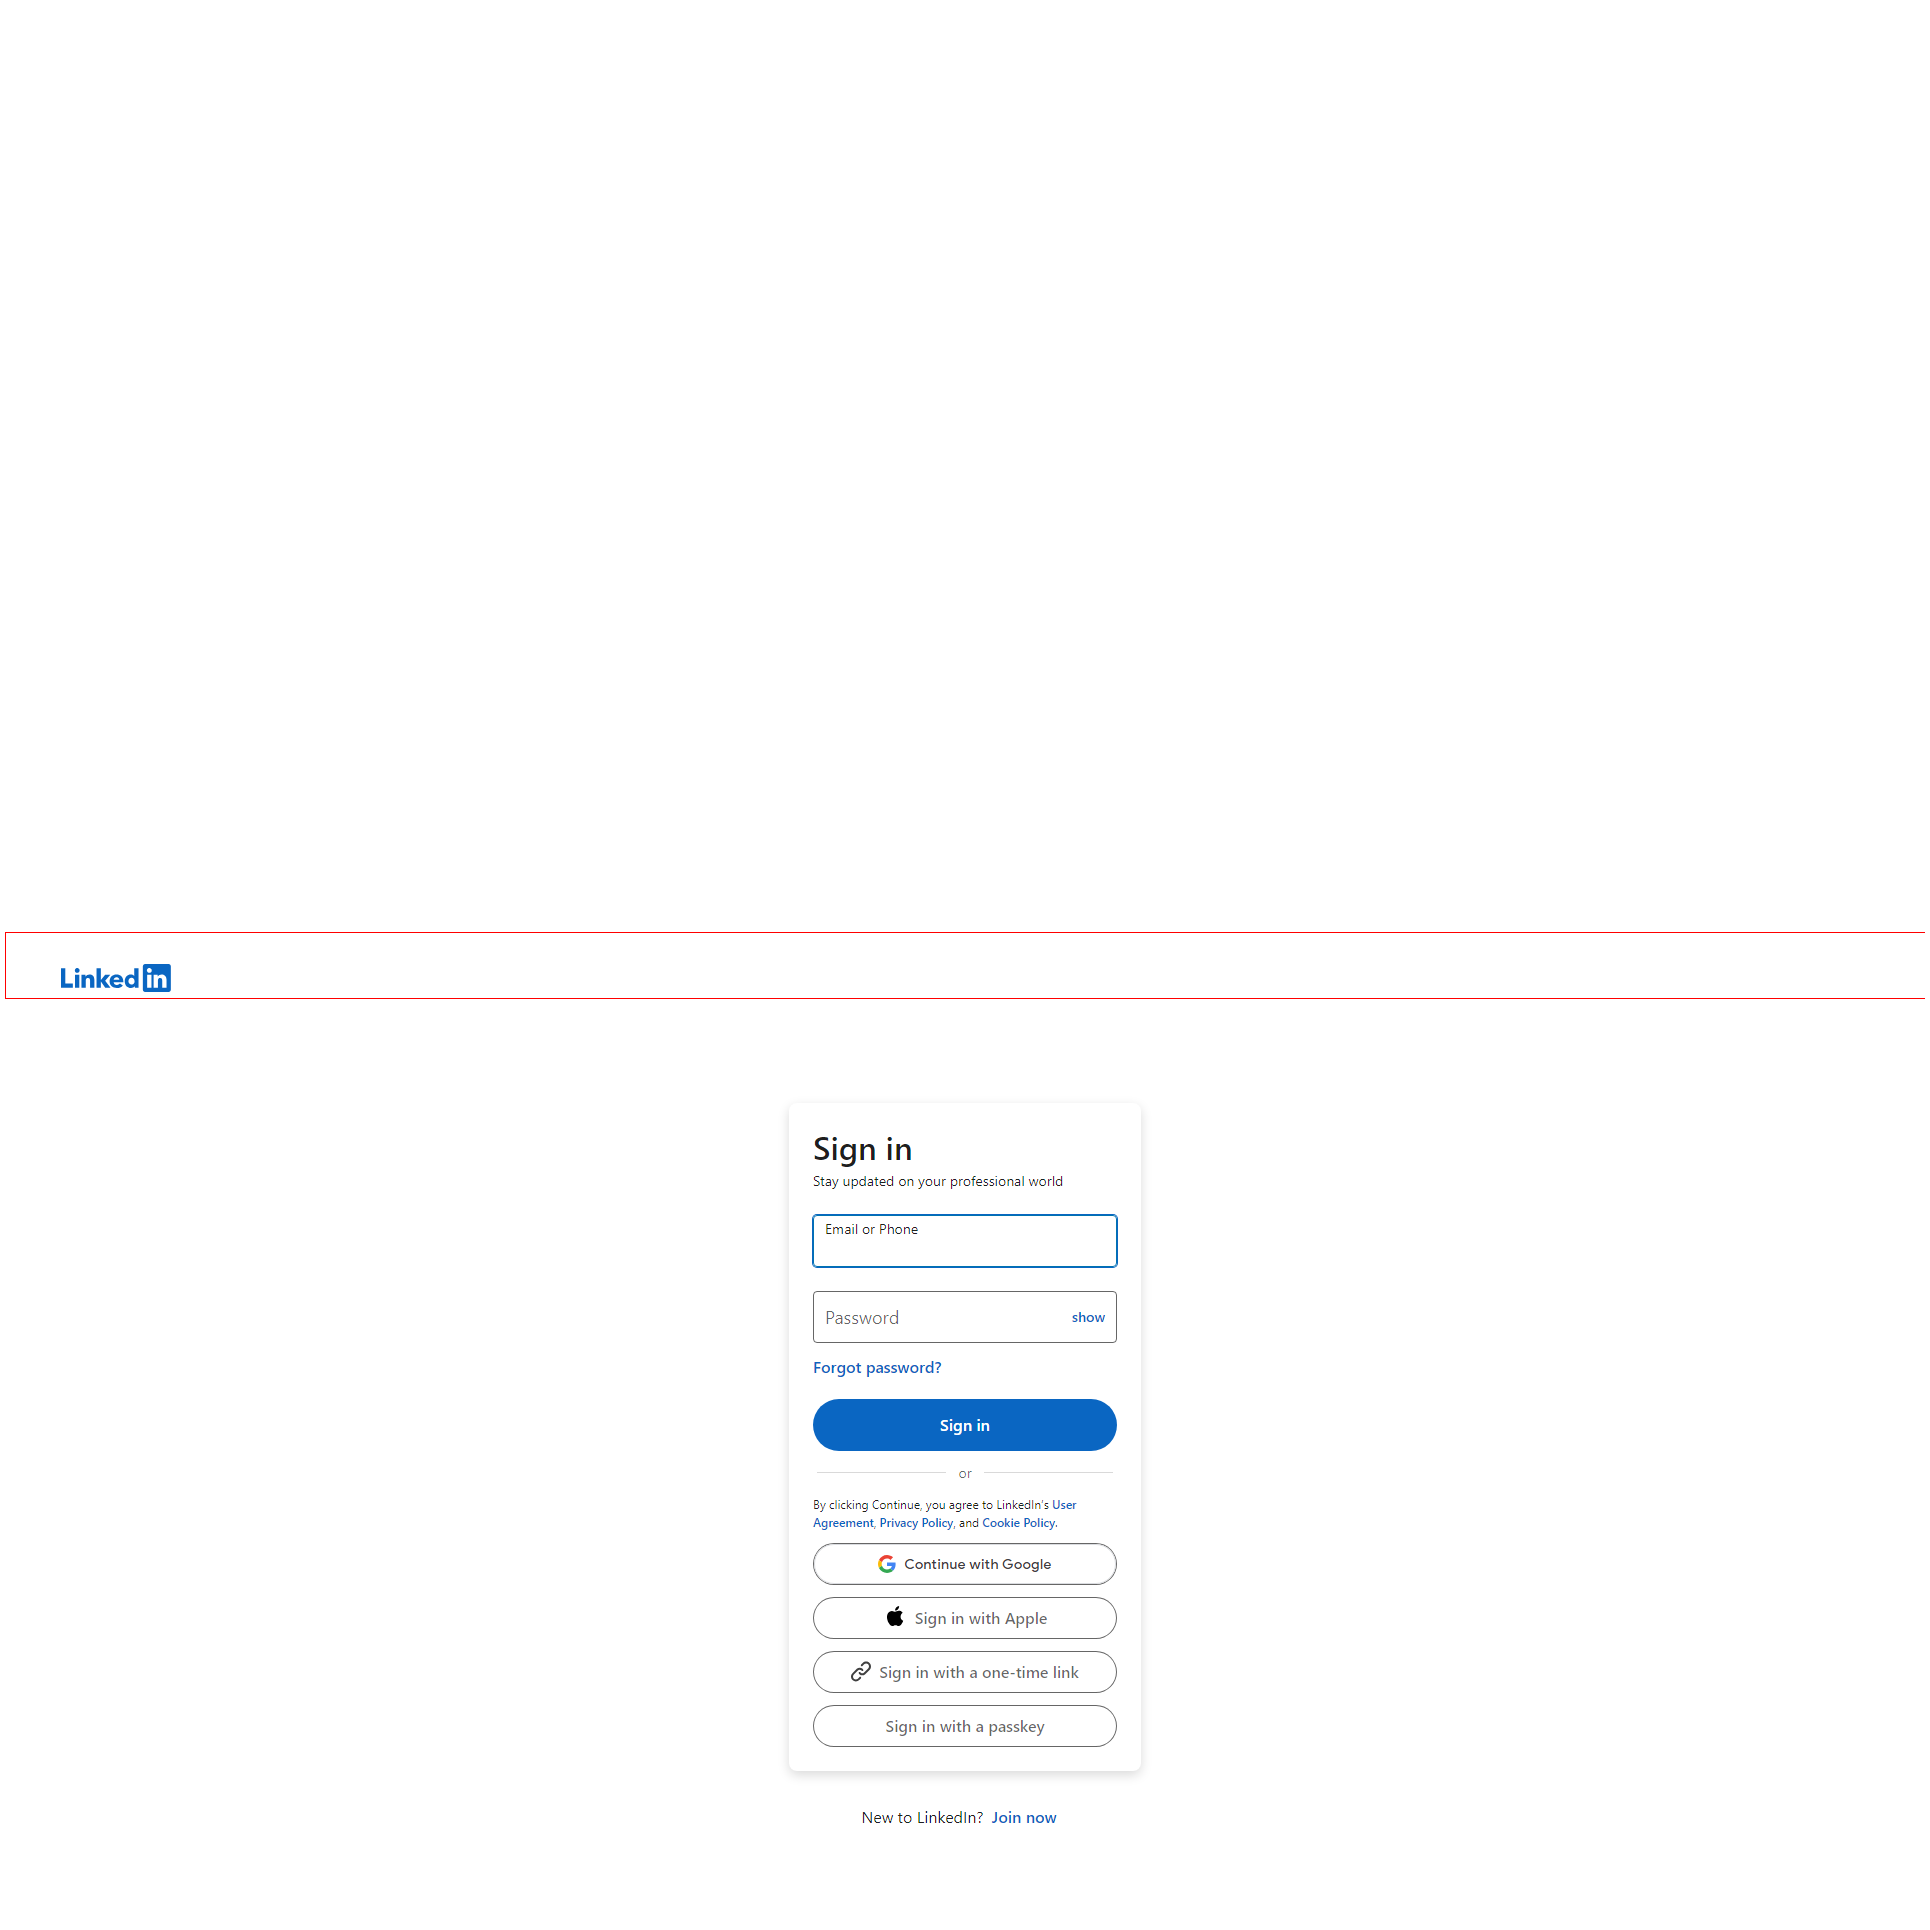 Linkedin
Sign in
Stay updated on your professional world
Email or Phone
Password
show
Forgot password?
Sign in
or
By clicking Continue, you agree to LinkedIn's User
Agreement, Privacy Policy, and Cookie Policy.
Continue with Google
Sign in with Apple
Sign in with a one-time link
Sign in with a passkey
New to LinkedIn? Join now